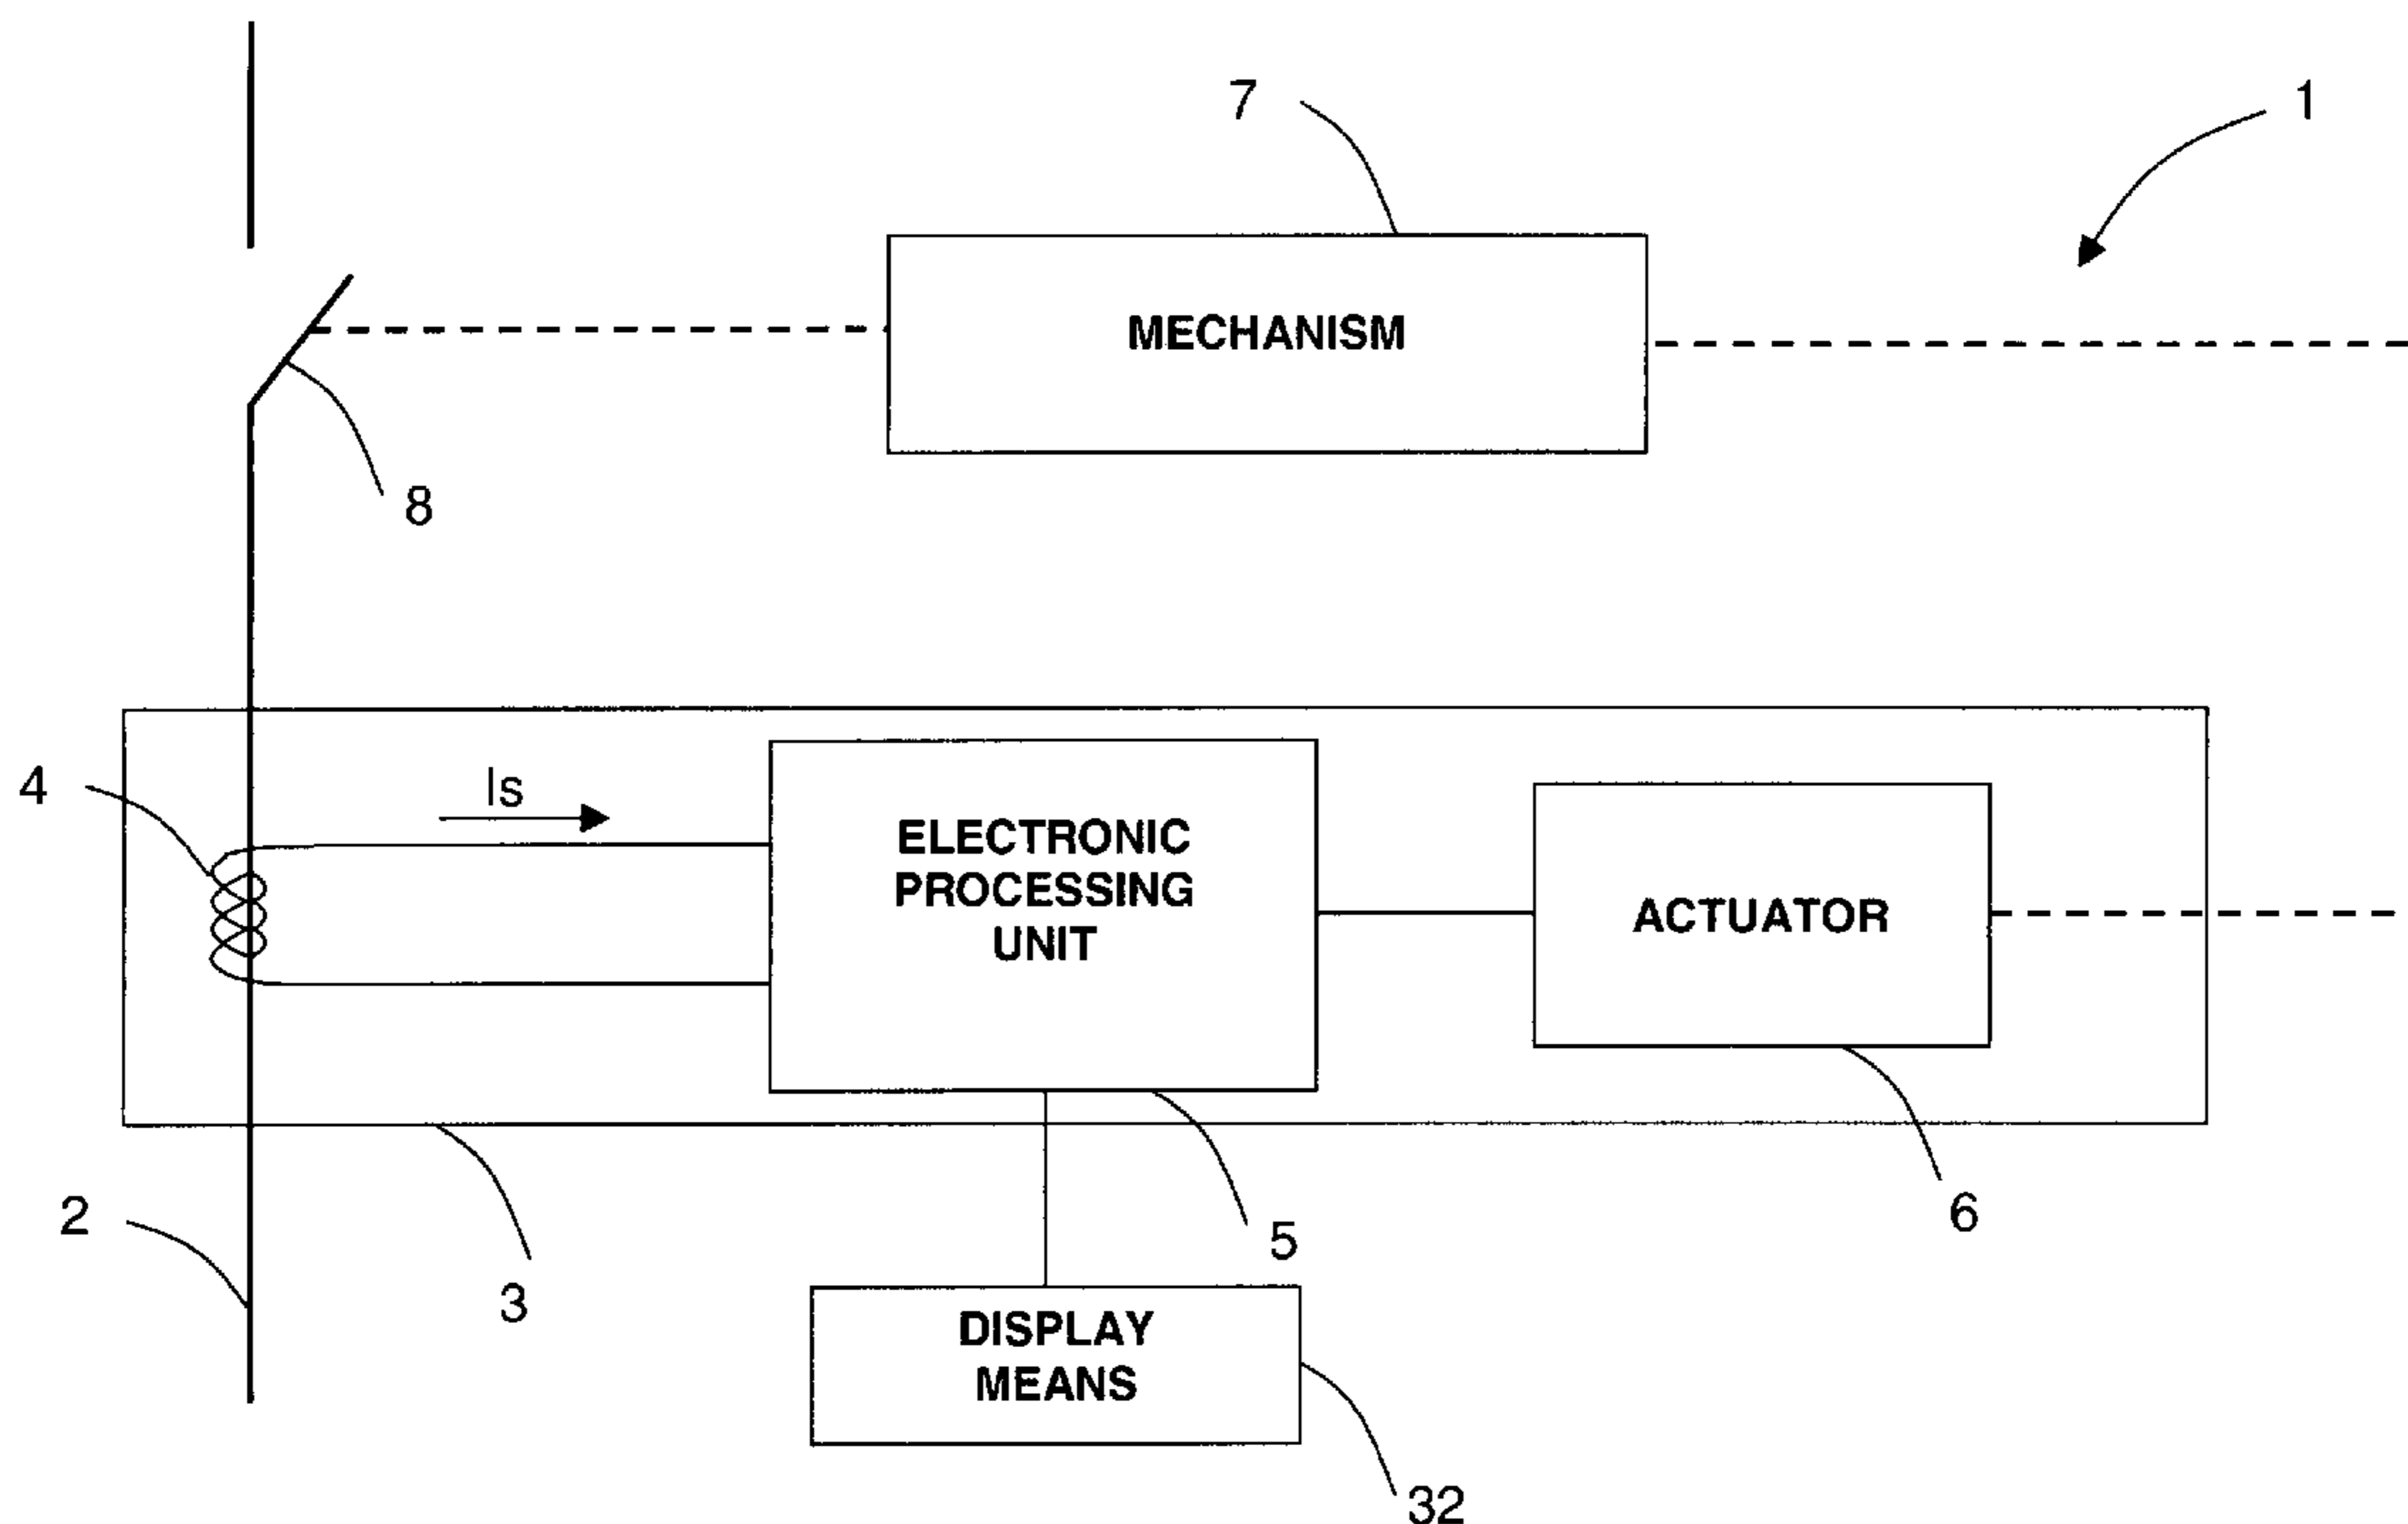 7
1
MECHANISM
8
4
Is
ELECTRONIC
PROCESSING
UNIT
ACTUATOR
2
3
5
6
DISPLAY
MEANS
32